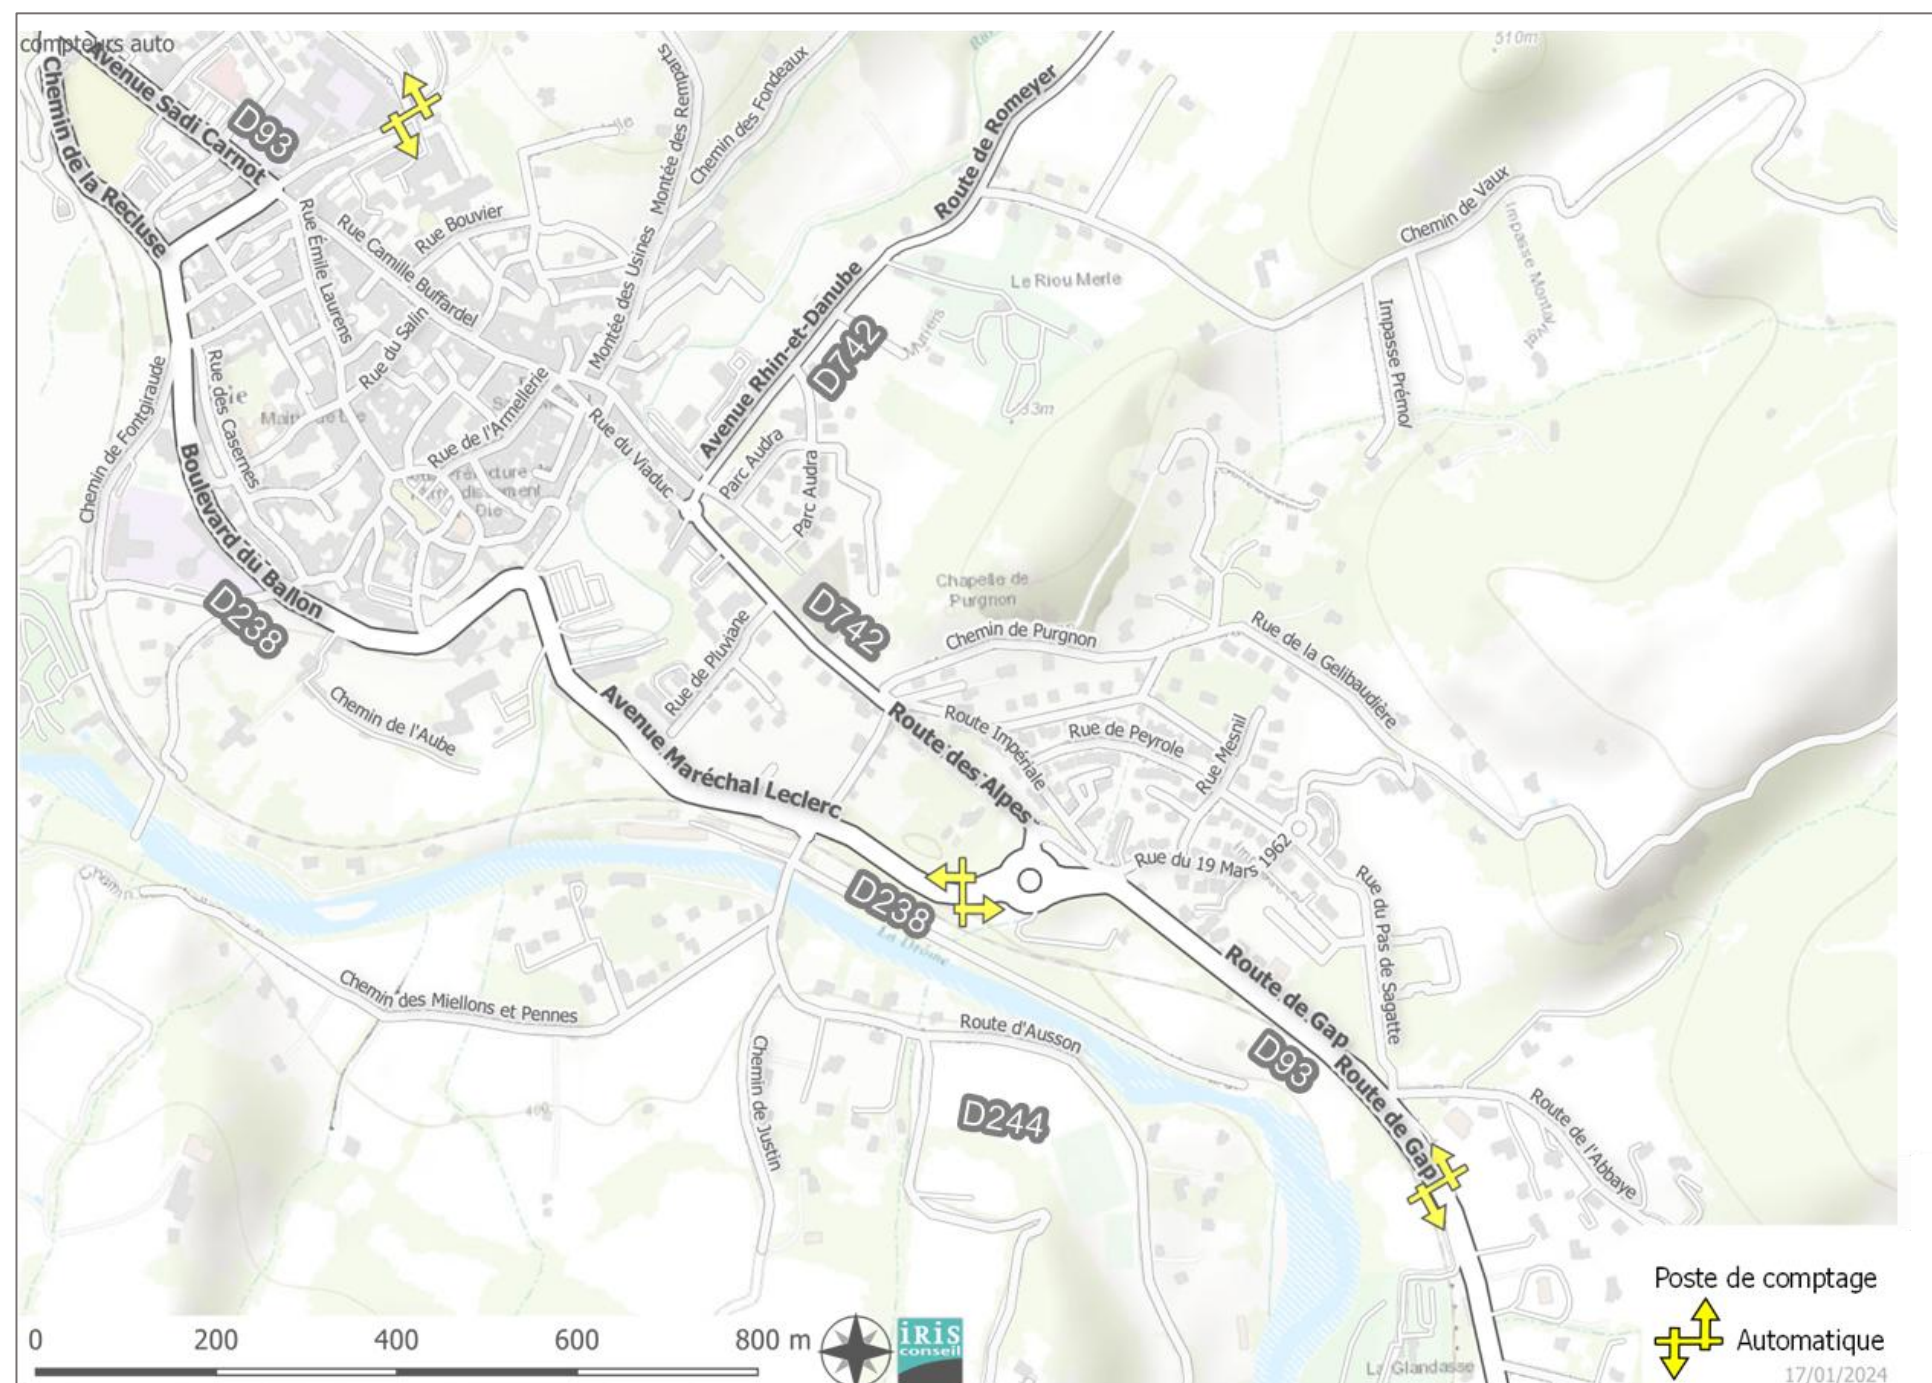 compteurs auto
Avenue Sadi Carnot
D93
Chemin de la Recluse
Rue Émile Laurens
Rue Camille Buffardel
Rue Bouvier
Montée des Remparts
Chemin des Fondeaux
Route de Romeyer
510m
Chemin de Vaux
Impasse Prémol
Le Riou Merle
Avenue Rhin-et-Danube
D742
Muriers
Montée des Usines
Rue du Salin
Rue des Casernes
Chemin de Fontgiraude
Rue de l'Armellerie
Rue du Viaduc
Parc Audra
Parc Audra
Boulevard du Ballon
D238
Chapelle de
Purgnon
D742
Chemin de Purgnon
Rue de la Gelibaudière
Rue de Pluviane
Chemin de l'Aube
Avenue Maréchal Leclerc
Route des Alpes
Route Impériale
Rue de Peyrole
Rue Mesnil
Rue du 19 Mars 1962
D238
La Drôme
Rue du Pas de Sagatte
Route de Gap
D93
Route de Gap
Chemin des Miellons et Pennes
Route d'Ausson
Chemin de Justin
D244
Route de l'Abbaye
La Glandasse
Poste de comptage
Automatique
17/01/2024
0 200 400 600 800 m
iRiS
conseil